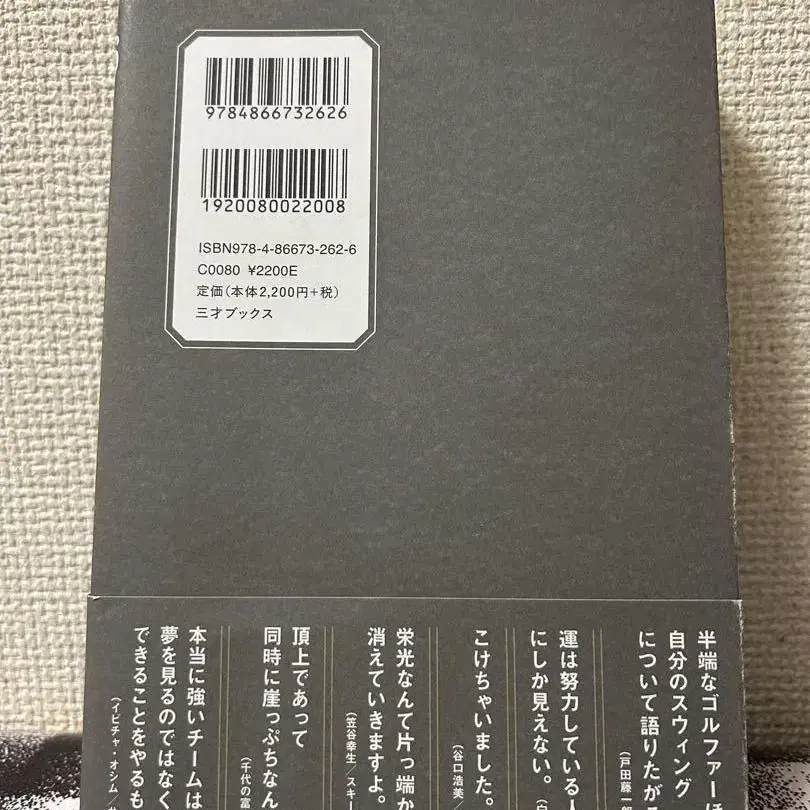 9784866732626
1920080022008
ISBN978-4-86673-262-6
C0080 ¥2200E
定価(本体2,200円+税)
三才ブックス
半端なゴルファーほ
自分のスウィング
について語りたが
(戸田藤一郎
運は努力している人
にしか見えない。
こけちゃいました。
(谷口浩美/
栄光なんて片っ端か
消えていきますよ。
(笠谷幸生/スキー
頂上であって
同時に崖っぷちなん
(千代の富
本当に強いチームは
夢を見るのではなく
できることをやるも
(イビチャ・オシム/サ